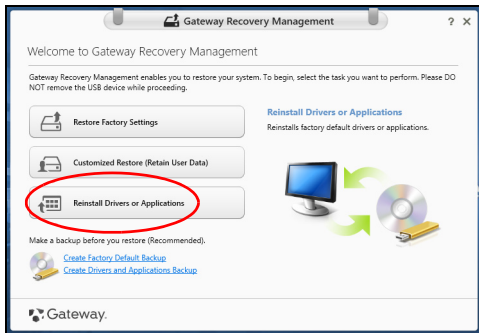 Gateway Recovery Management
? X
Welcome to Gateway Recovery Management
Gateway Recovery Management enables you to restore your system. To begin, select the task you want to perform. Please DO
NOT remove the USB device while proceeding.
Restore Factory Settings
Customized Restore (Retain User Data)
Reinstall Drivers or Applications
Reinstall Drivers or Applications
Reinstalls factory default drivers or applications.
Make a backup before you restore (Recommended).
Create Factory Default Backup
Create Drivers and Applications Backup
Gateway.